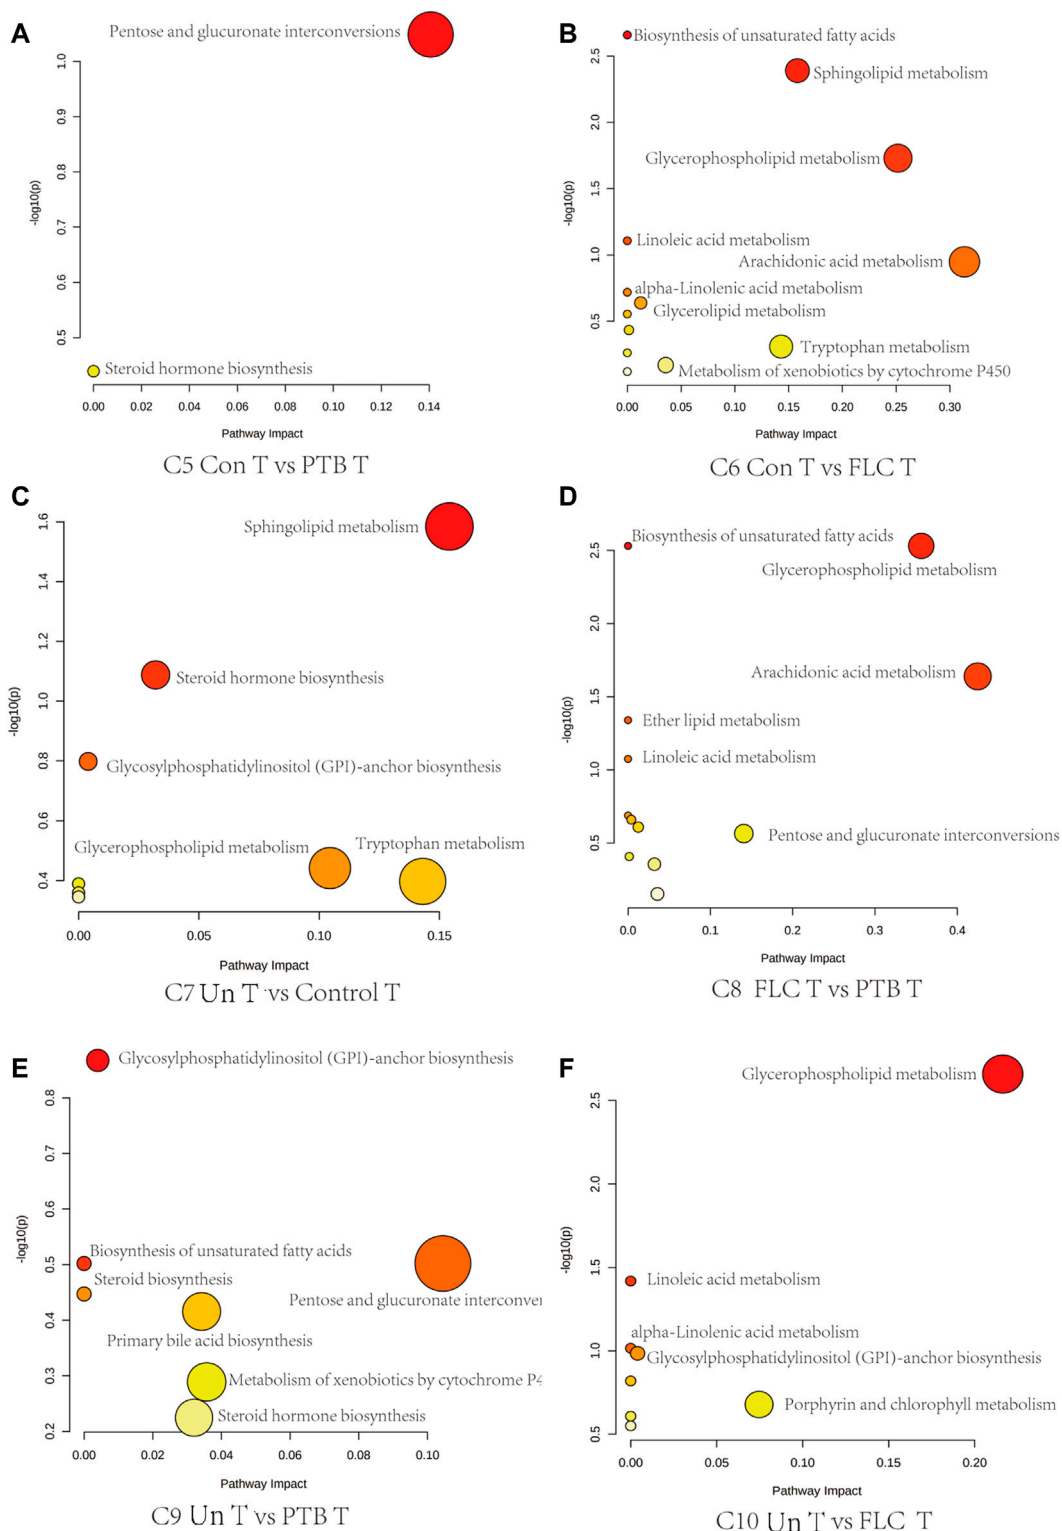 A
Pentose and glucuronate interconversions
1.0
0.9
0.8
0.7
0.6
0.5
-log10(p)
Steroid hormone biosynthesis
0.00 0.02 0.04 0.06 0.08 0.10 0.12 0.14
Pathway Impact
C5 Con T vs PTB T
B
Biosynthesis of unsaturated fatty acids
Sphingolipid metabolism
Glycerophospholipid metabolism
Linoleic acid metabolism
Arachidonic acid metabolism
alpha-Linolenic acid metabolism
Glycerolipid metabolism
Tryptophan metabolism
Metabolism of xenobiotics by cytochrome P450
2.5
2.0
1.5
1.0
0.5
-log10(p)
0.00 0.05 0.10 0.15 0.20 0.25 0.30
Pathway Impact
C6 Con T vs FLC T
C
Sphingolipid metabolism
Steroid hormone biosynthesis
Glycosylphosphatidylinositol (GPI)-anchor biosynthesis
Glycerophospholipid metabolism
Tryptophan metabolism
1.6
1.4
1.2
1.0
0.8
0.6
0.4
-log10(p)
0.00 0.05 0.10 0.15
Pathway Impact
C7 Un T vs Control T
D
Biosynthesis of unsaturated fatty acids
Glycerophospholipid metabolism
Arachidonic acid metabolism
Ether lipid metabolism
Linoleic acid metabolism
Pentose and glucuronate interconversions
2.5
2.0
1.5
1.0
0.5
-log10(p)
0.0 0.1 0.2 0.3 0.4
Pathway Impact
C8 FLC T vs PTB T
E
Glycosylphosphatidylinositol (GPI)-anchor biosynthesis
Biosynthesis of unsaturated fatty acids
Steroid biosynthesis
Pentose and glucuronate interconver
Primary bile acid biosynthesis
Metabolism of xenobiotics by cytochrome P4
Steroid hormone biosynthesis
0.8
0.7
0.6
0.5
0.4
0.3
0.2
-log10(p)
0.00 0.02 0.04 0.06 0.08 0.10
Pathway Impact
C9 Un T vs PTB T
F
Glycerophospholipid metabolism
Linoleic acid metabolism
alpha-Linolenic acid metabolism
Glycosylphosphatidylinositol (GPI)-anchor biosynthesis
Porphyrin and chlorophyll metabolism
2.5
2.0
1.5
1.0
0.5
-log10(p)
0.00 0.05 0.10 0.15 0.20
Pathway Impact
C10 Un T vs FLC T